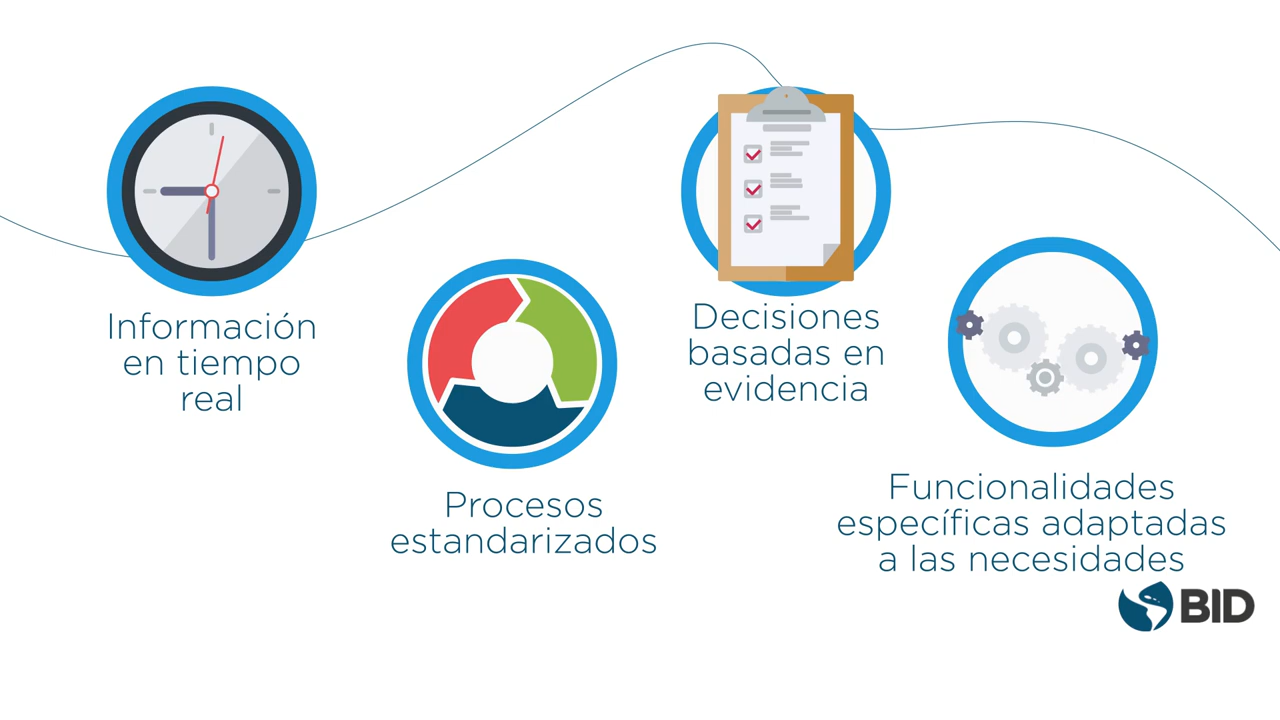 Información
en tiempo
real
Procesos
estandarizados
Decisiones
basadas en
evidencia
Funcionalidades
específicas adaptadas
a las necesidades
BID